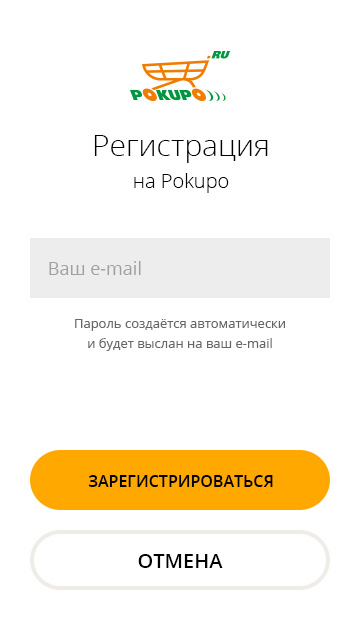 .RU
POKUPO
Регистрация
на Pokupo
Ваш e-mail
Пароль создаётся автоматически
и будет выслан на ваш e-mail
ЗАРЕГИСТРИРОВАТЬСЯ
ОТМЕНА